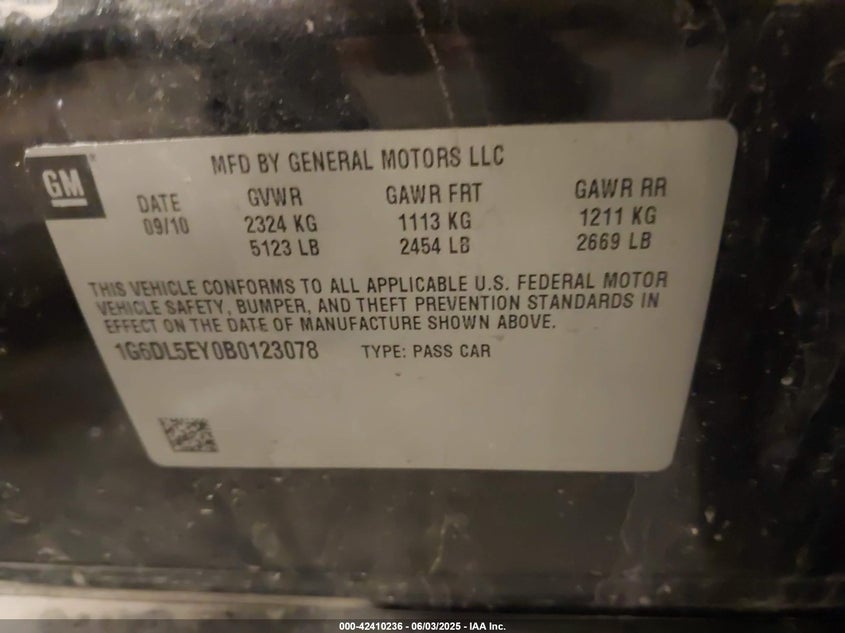 MFD BY GENERAL MOTORS LLC
GM
DATE GVWR GAWR FRT GAWR RR
09/10 2324 KG 1113 KG 1211 KG
5123 LB 2454 LB 2669 LB
THIS VEHICLE CONFORMS TO ALL APPLICABLE U.S. FEDERAL MOTOR
VEHICLE SAFETY, BUMPER, AND THEFT PREVENTION STANDARDS IN
EFFECT ON THE DATE OF MANUFACTURE SHOWN ABOVE.
1G6DL5EY0B0123078 TYPE: PASS CAR
000-42410236 - 06/03/2025 - IAA Inc.